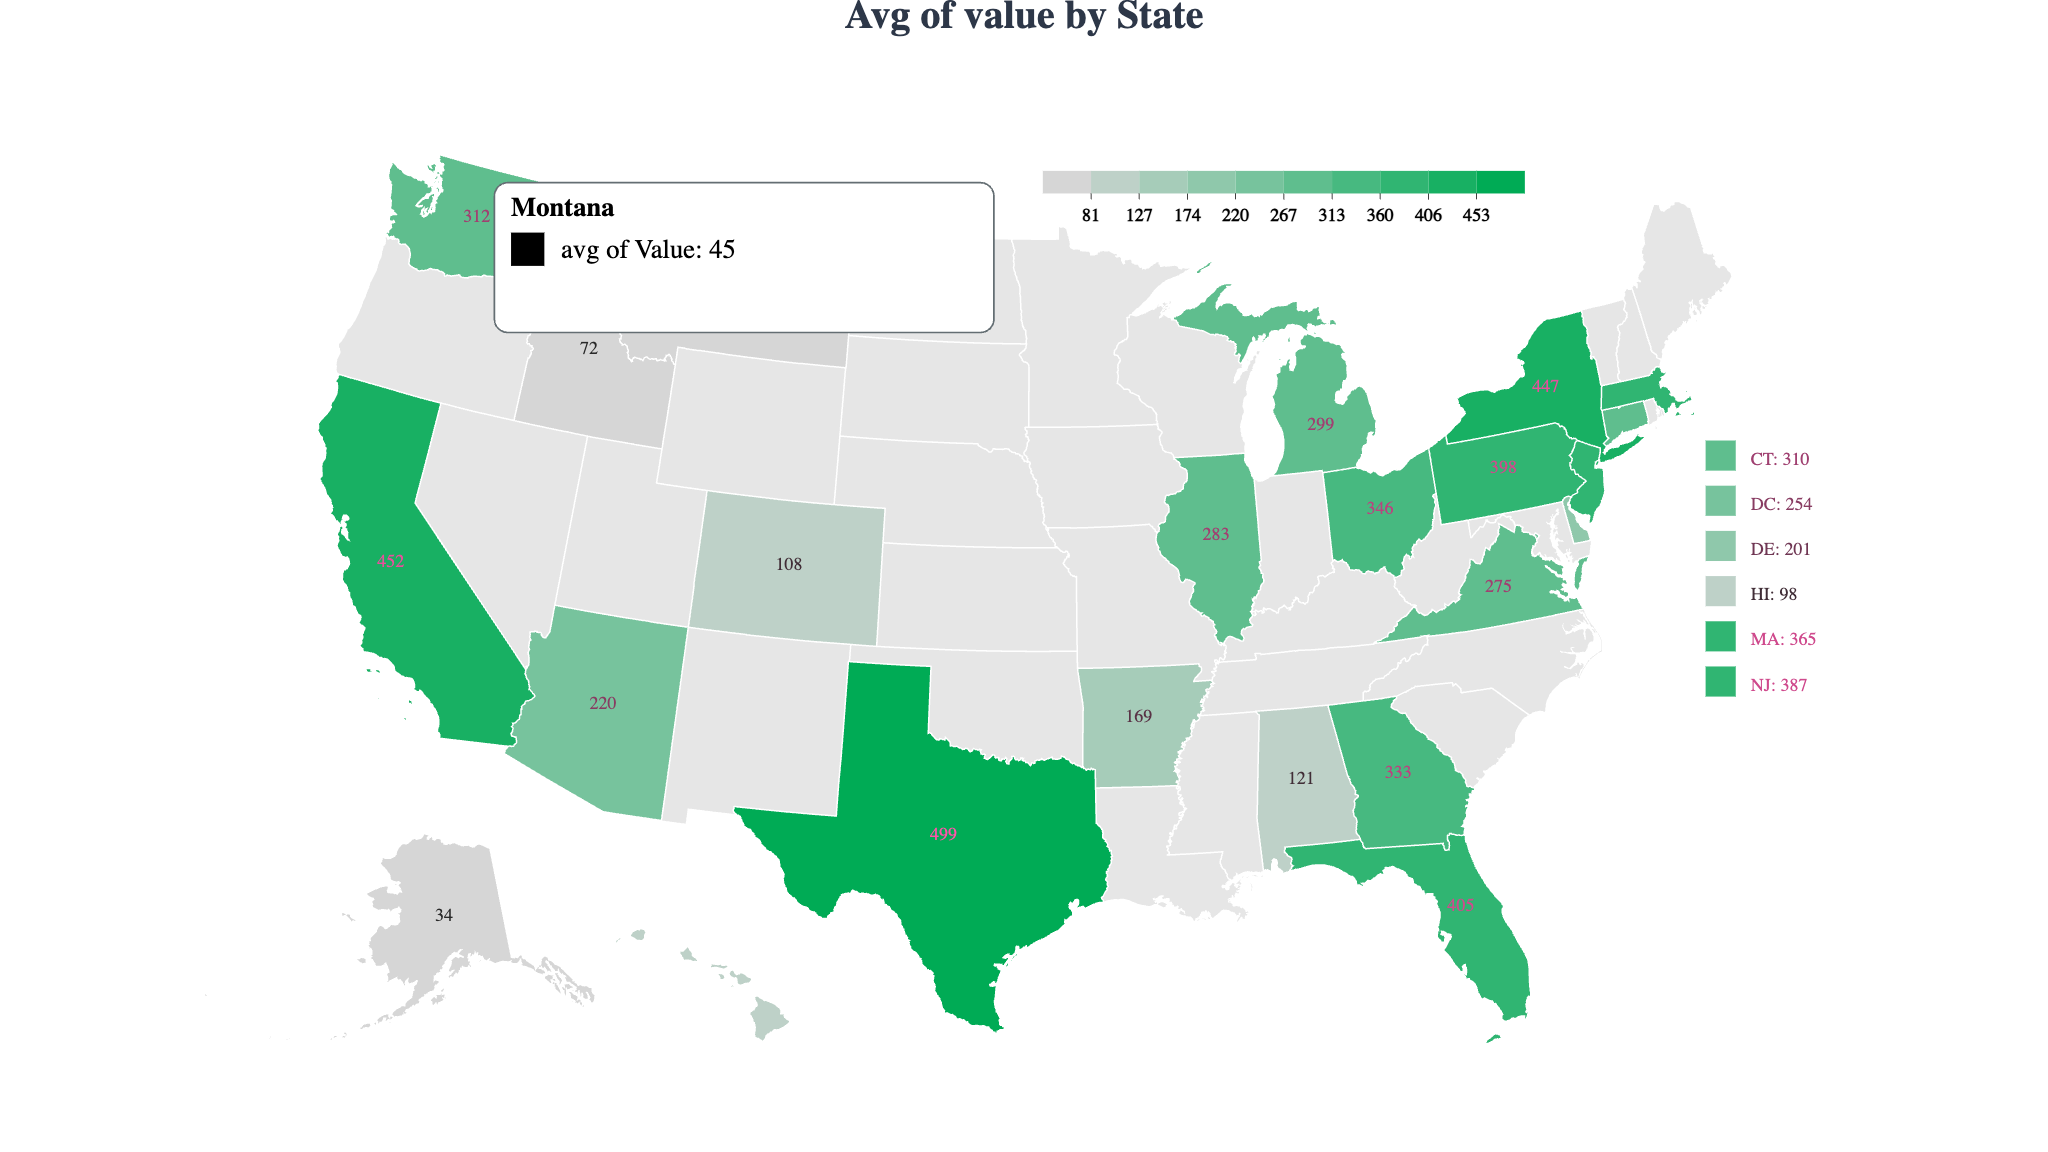 Avg of value by State
81 127 174 220 267 313 360 406 453
312
Montana
avg of Value: 45
72
299
447
398
346
283
275
452
108
220
169
121
333
499
405
34
CT: 310
DC: 254
DE: 201
HI: 98
MA: 365
NJ: 387